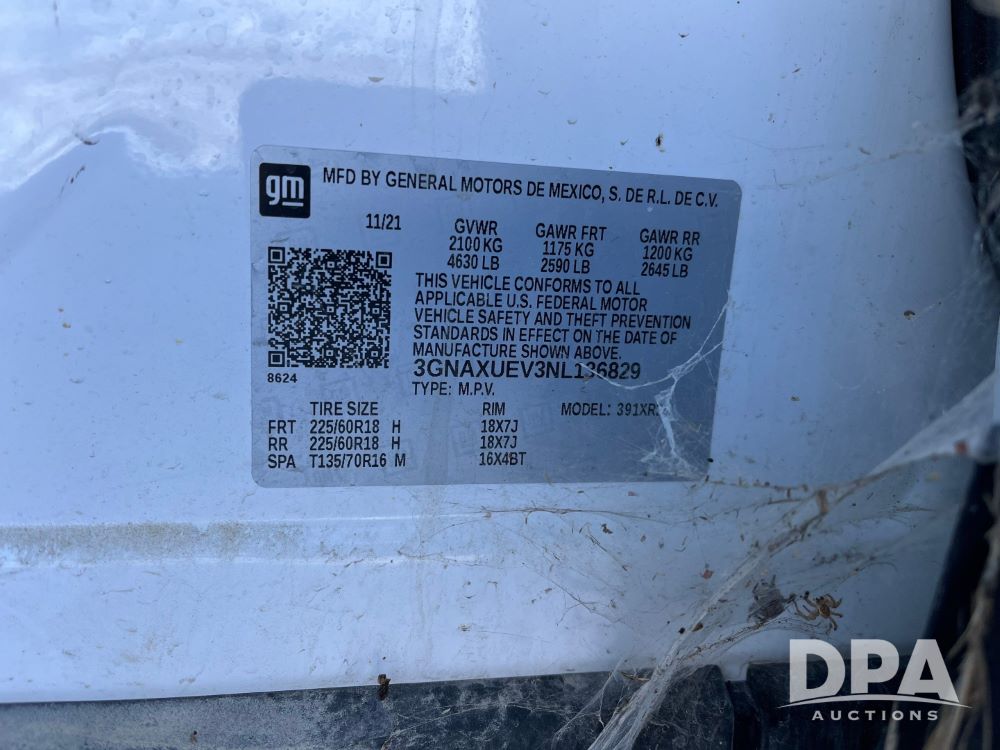 gm MFD BY GENERAL MOTORS DE MEXICO, S. DE R.L. DE C.V.
11/21 GVWR GAWR FRT GAWR RR
2100 KG 1175 KG 1200 KG
4630 LB 2590 LB 2645 LB
THIS VEHICLE CONFORMS TO ALL
APPLICABLE U.S. FEDERAL MOTOR
VEHICLE SAFETY AND THEFT PREVENTION
STANDARDS IN EFFECT ON THE DATE OF
MANUFACTURE SHOWN ABOVE.
8624 3GNAXUEV3NL136829
TYPE: M.P.V.
TIRE SIZE RIM MODEL:
FRT 225/60R18 H 18X7J
RR 225/60R18 H 18X7J
SPA T135/70R16 M 16X4BT
DPA
AUCTIONS